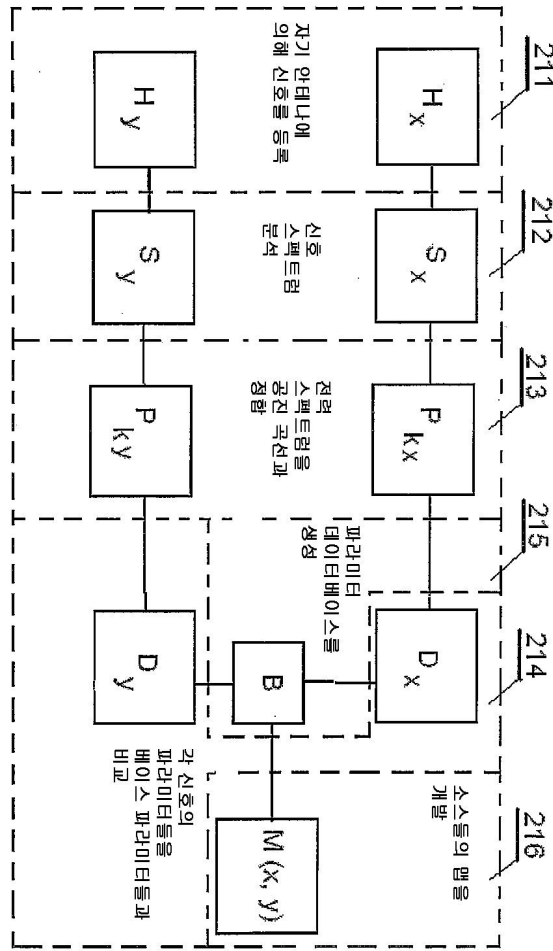 211
212
213
215
214
216
H x
S x
P kx
D x
자기 안테나에
의해 신호를 등록
신호
스펙트럼
분석
전력
스펙트럼을
공진 곡선과
정합
파라미터
데이터베이스를
생성
소스들의 맵을
개발
B
M (x, y)
H y
S y
P ky
D y
각 신호의
파라미터들을
베이스 파라미터들과
비교